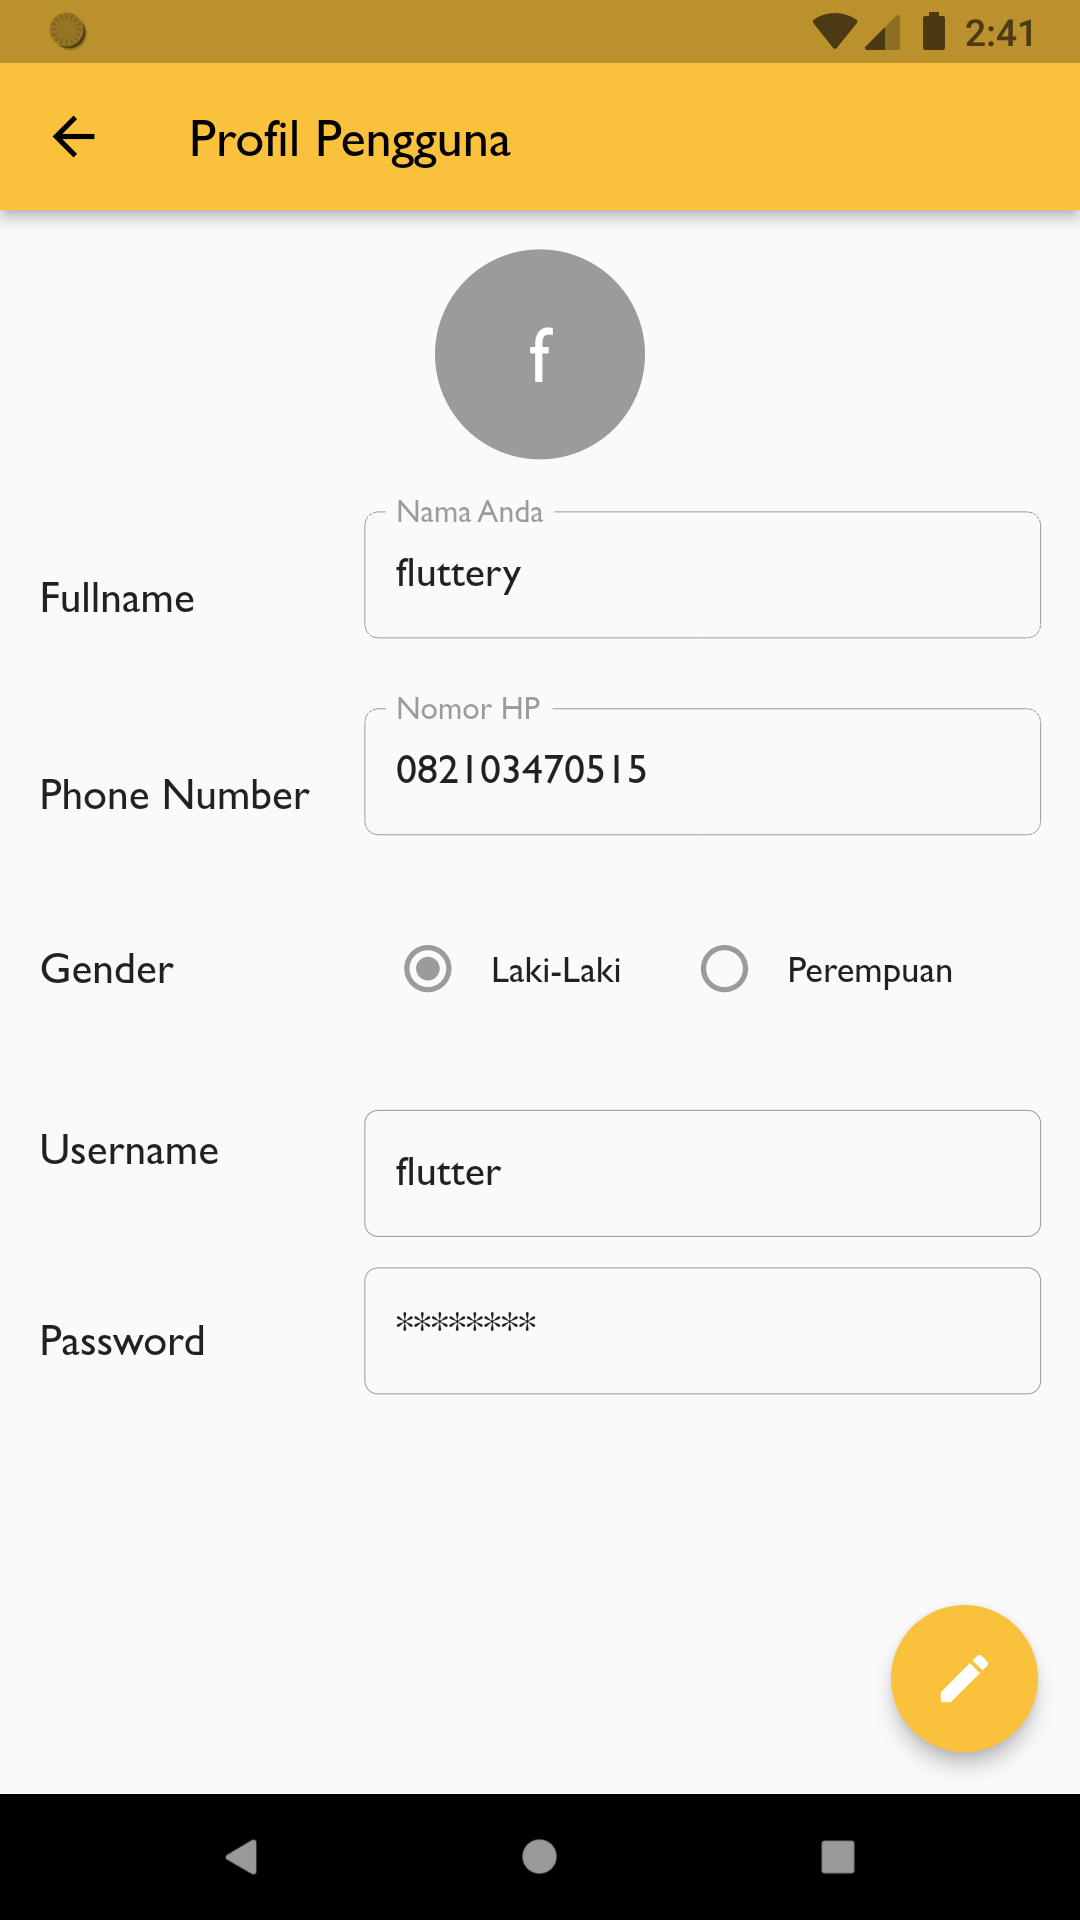 2:41
Profil Pengguna
f
Nama Anda
Fullname
fluttery
Nomor HP
Phone Number
082103470515
Gender
Laki-Laki
Perempuan
Username
flutter
Password
********